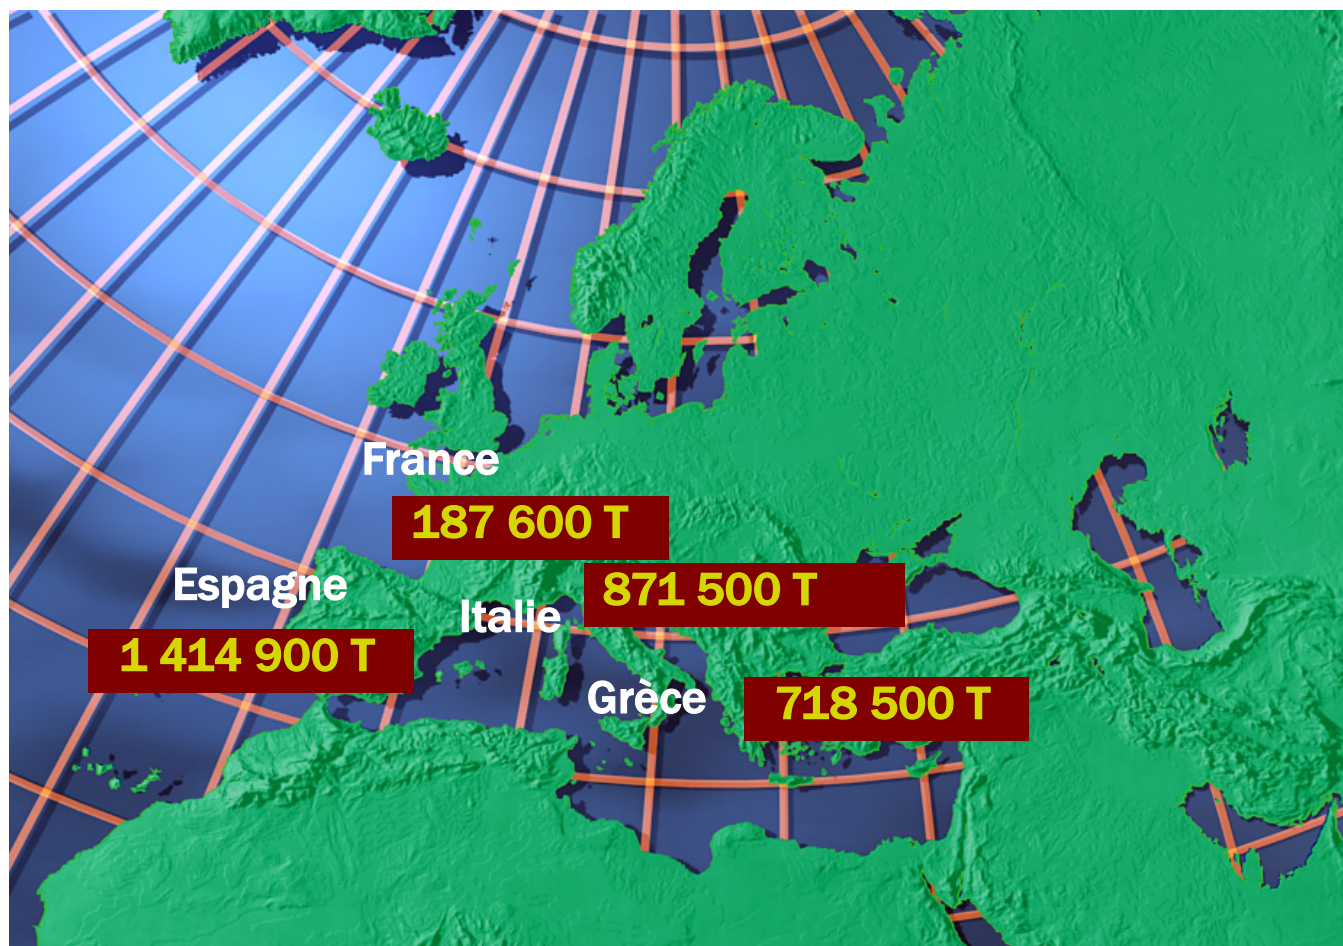 France
187 600 T
Espagne
871 500 T
Italie
1 414 900 T
Grèce
718 500 T